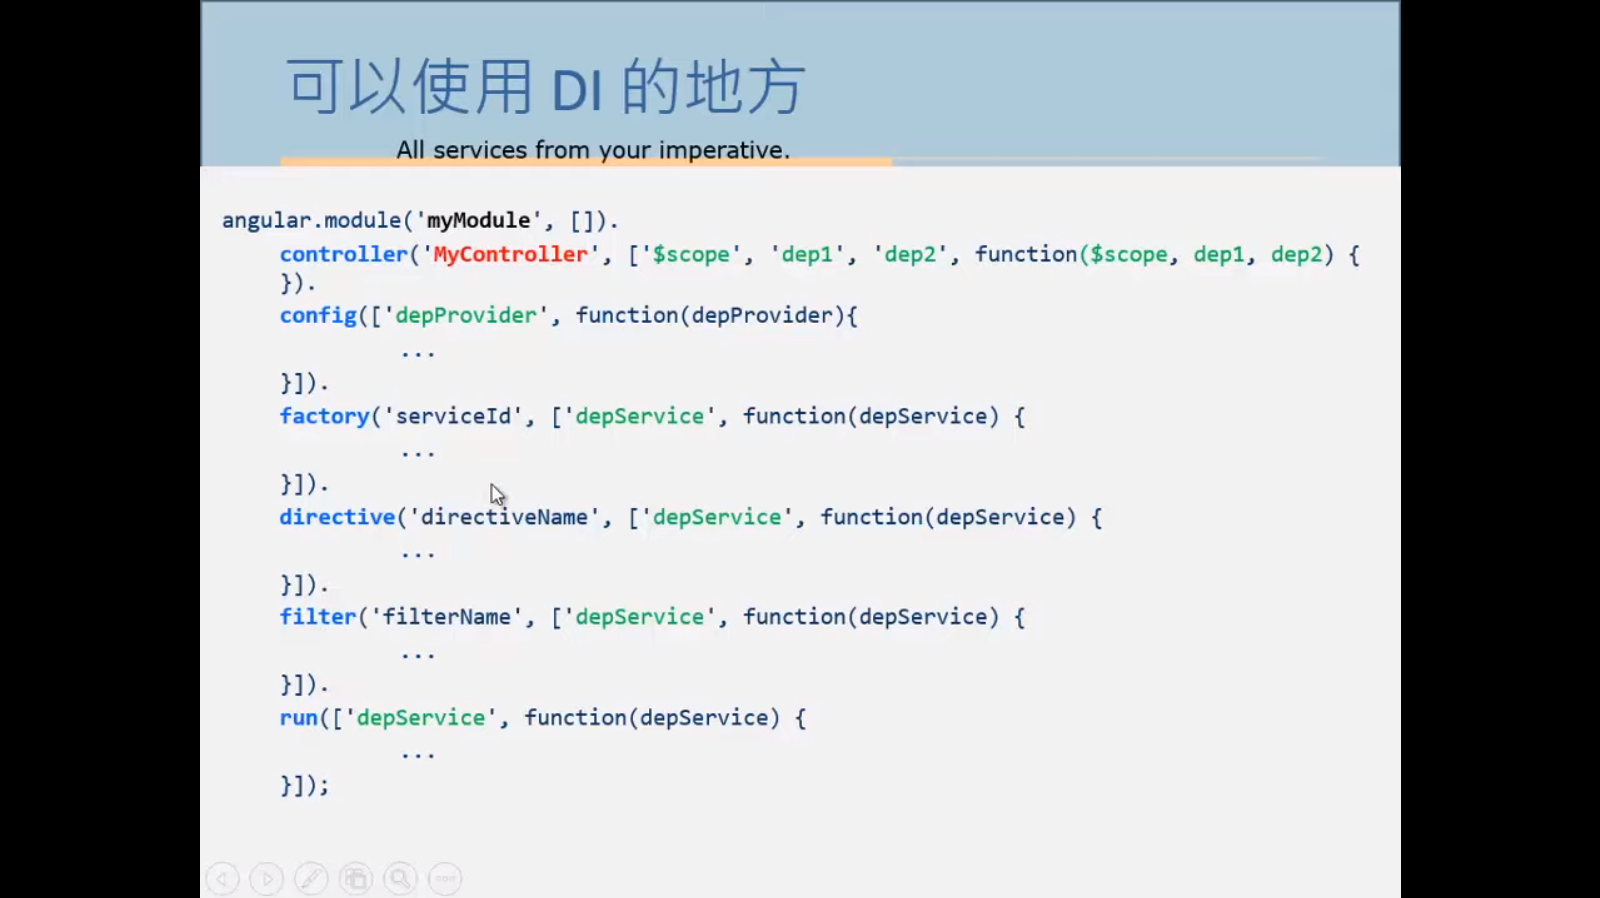 可以使用 DI 的地方
All services from your imperative.
angular.module('myModule', []).
controller('MyController', ['$scope', 'dep1', 'dep2', function($scope, dep1, dep2) {
}).
config(['depProvider', function(depProvider){
...
}]).
factory('serviceId', ['depService', function(depService) {
...
}]).
directive('directiveName', ['depService', function(depService) {
...
}]).
filter('filterName', ['depService', function(depService) {
...
}]).
run(['depService', function(depService) {
...
}]);